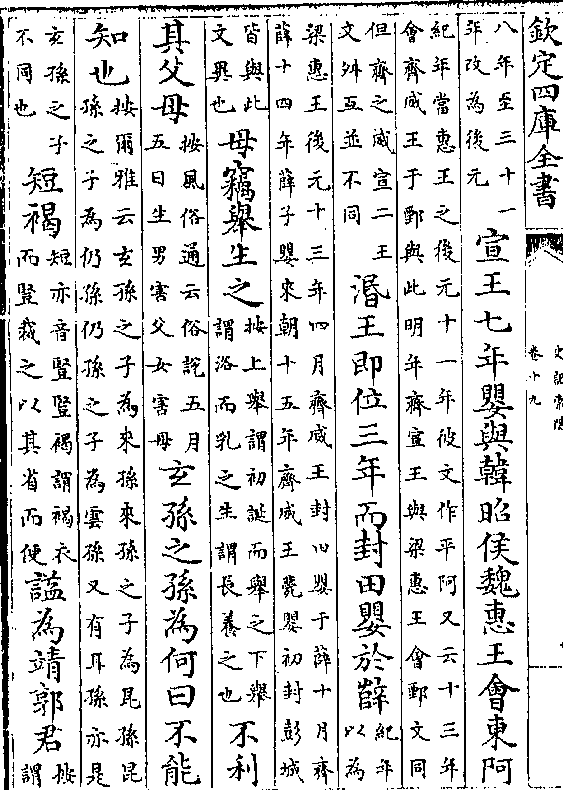 欽定四庫全書
史記索隱
卷十九
八年至三十一
年改為後元
宣王七年嬰與韓昭侯魏惠王會東阿
紀年當惠王之後元十一年彼文作平阿又云十三年
會齊威王于鄄與此明年齊宣王與梁惠王會鄄文同
但齊之威宣二王
文舛互並不同
湣王即位三年而封田嬰於薛
紀年
以為
梁惠王後元十三年四月齊威王封田嬰于薛十月齊
薛十四年薛子嬰來朝十五年齊威王薨嬰初封彭城
皆與此
文異也
母竊舉生之
按上舉謂初誕而舉之下舉
謂浴而乳之生謂長養之也
不利
其父母
按風俗通云俗說五月
五日生男害父女害母
玄孫之孫為何曰不能
知也
按爾雅云玄孫之子為來孫來孫之子為昆孫昆
孫之子為仍孫仍孫之子為雲孫又有耳孫亦是
玄孫之子
不同也
短褐
短亦音豎豎褐謂褐衣
而豎裁之以其省而便
諡為靖郭君
按
謂